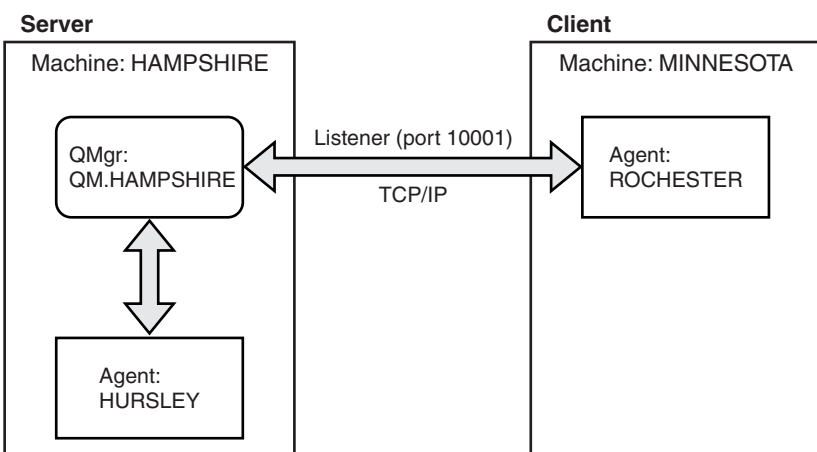 Server
Machine: HAMPSHIRE
QMgr:
QM.HAMPSHIRE
Agent:
HURSLEY
Listener (port 10001)
TCP/IP
Client
Machine: MINNESOTA
Agent:
ROCHESTER